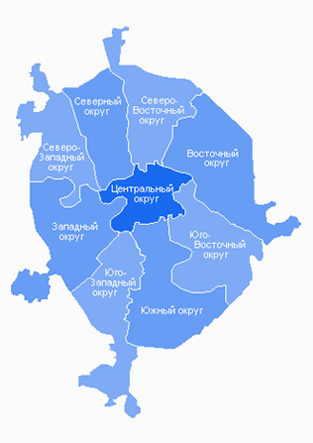 Северный
округ
Северо-
Восточный
округ
Северо-
Западный
округ
Восточный
округ
Центральный
округ
Западный
округ
Юго-
Восточный
округ
Юго-
Западный
округ
Южный округ